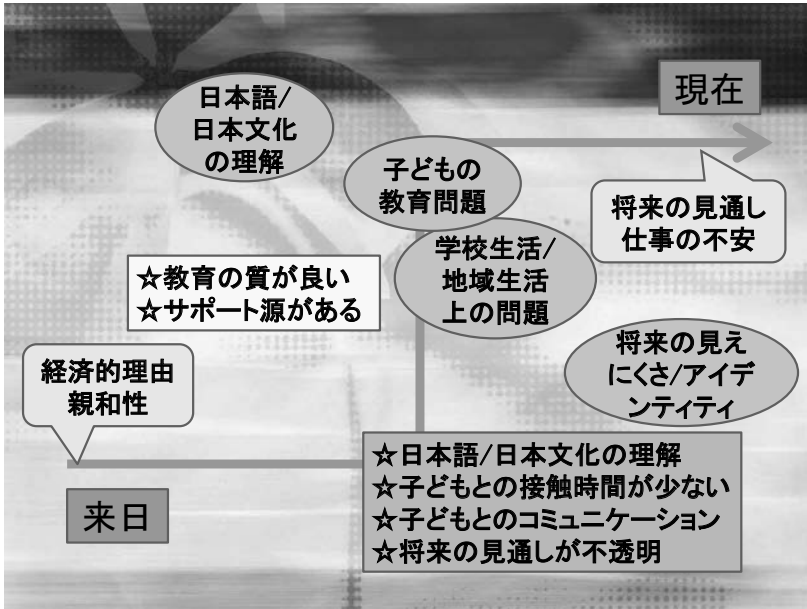 現在
日本語/
日本文化
の理解
子どもの
教育問題
将来の見通し
仕事の不安
学校生活/
地域生活
上の問題
☆教育の質が良い
☆サポート源がある
将来の見え
にくさ/アイデ
ンティティ
経済的理由
親和性
☆日本語/日本文化の理解
☆子どもとの接触時間が少ない
☆子どもとのコミュニケーション
☆将来の見通しが不透明
来日